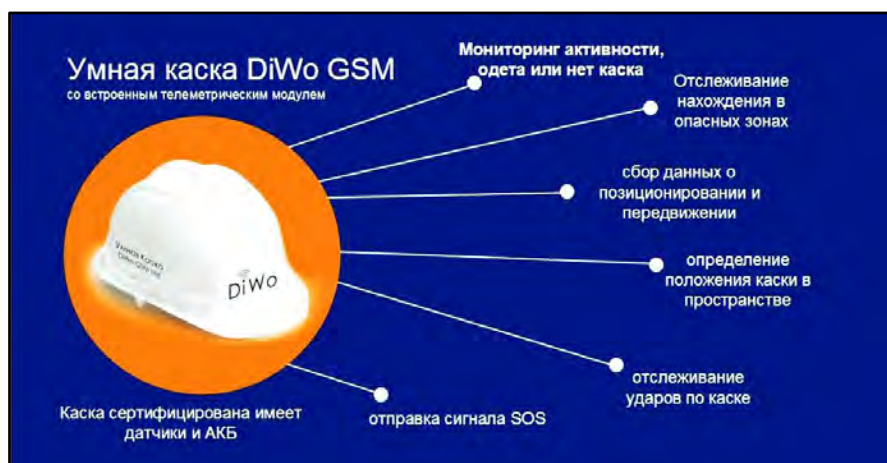 Умная каска DiWo GSM
со встроенным телеметрическим модулем
Мониторинг активности,
одета или нет каска
Отслеживание
нахождения в
опасных зонах
сбор данных о
позиционировании и
передвижении
определение
положения каски в
пространстве
отслеживание
ударов по каске
отправка сигнала SOS
Умная Каска
DiWo
Каска сертифицирована имеет
датчики и АКБ